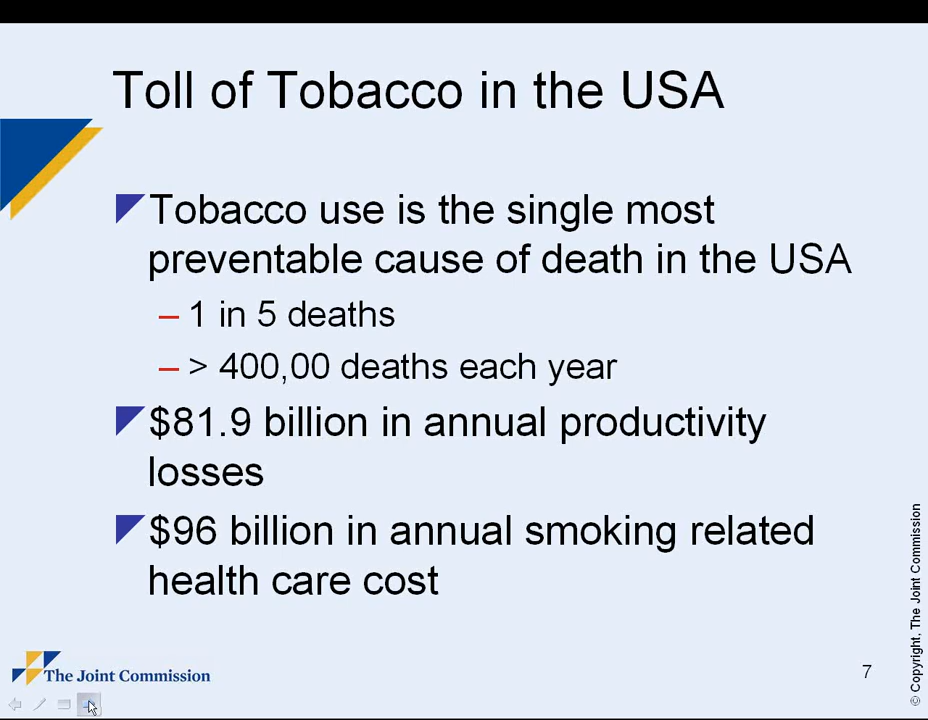 Toll of Tobacco in the USA
Tobacco use is the single most
preventable cause of death in the USA
– 1 in 5 deaths
– > 400,00 deaths each year
$81.9 billion in annual productivity
losses
$96 billion in annual smoking related
health care cost
© Copyright, The Joint Commission
The Joint Commission
7